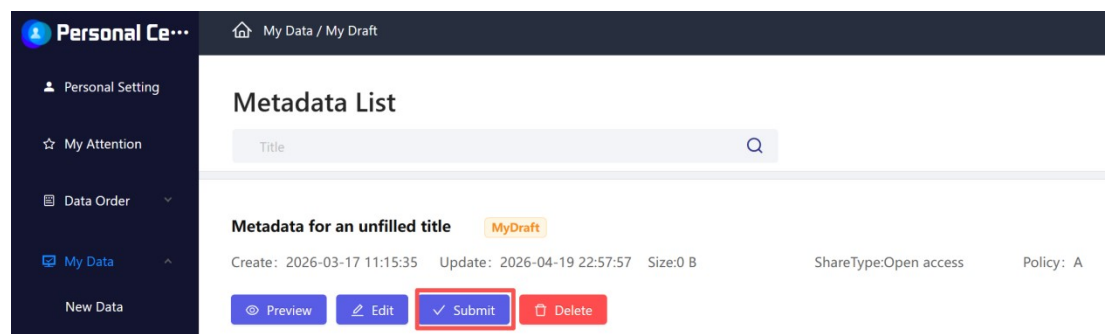 Personal Ce···
My Data / My Draft
Personal Setting
Metadata List
My Attention
Title
Data Order
Metadata for an unfilled title MyDraft
My Data
Create: 2026-03-17 11:15:35 Update: 2026-04-19 22:57:57 Size:0 B ShareType:Open access Policy: A
New Data
Preview Edit Submit Delete